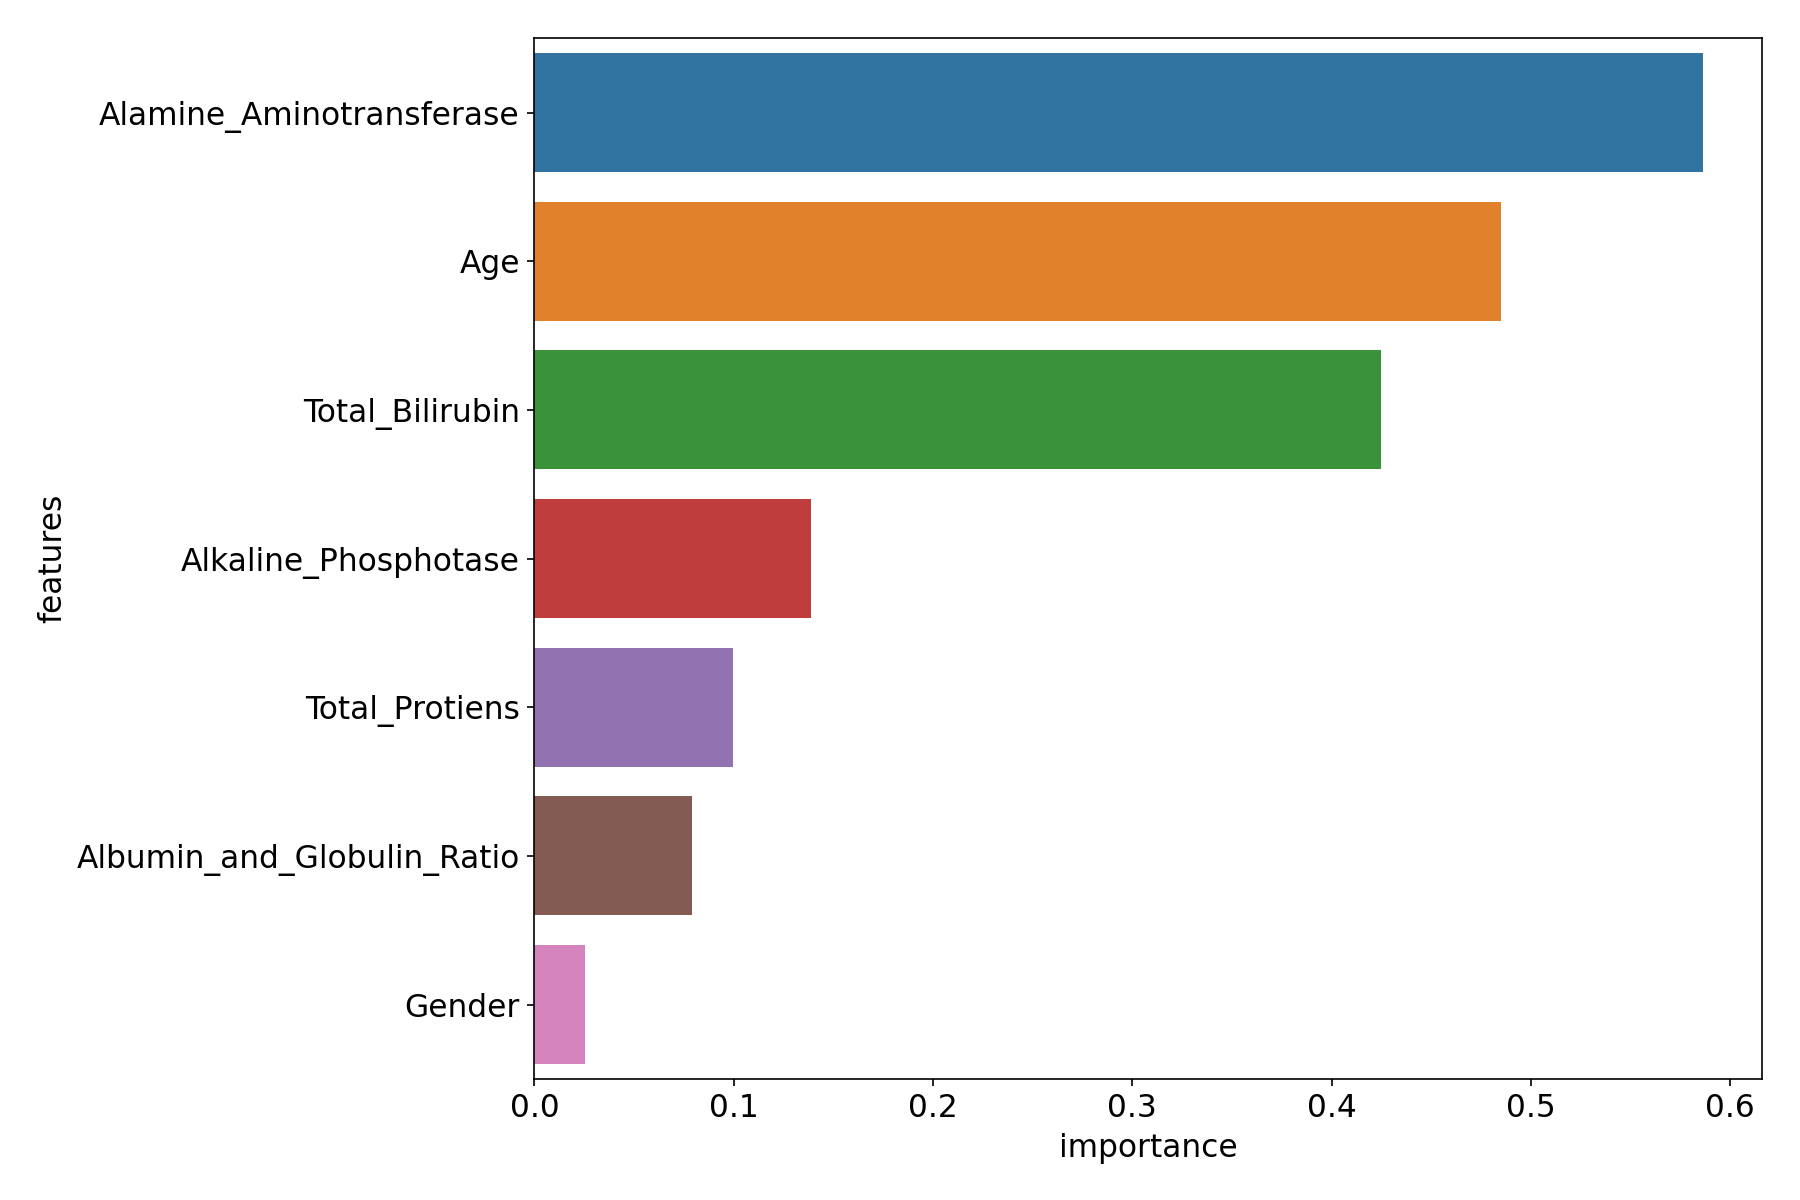 Alamine_Aminotransferase
Age
Total_Bilirubin
Alkaline_Phosphotase
Total_Protiens
Albumin_and_Globulin_Ratio
Gender
features
0.0 0.1 0.2 0.3 0.4 0.5 0.6
importance